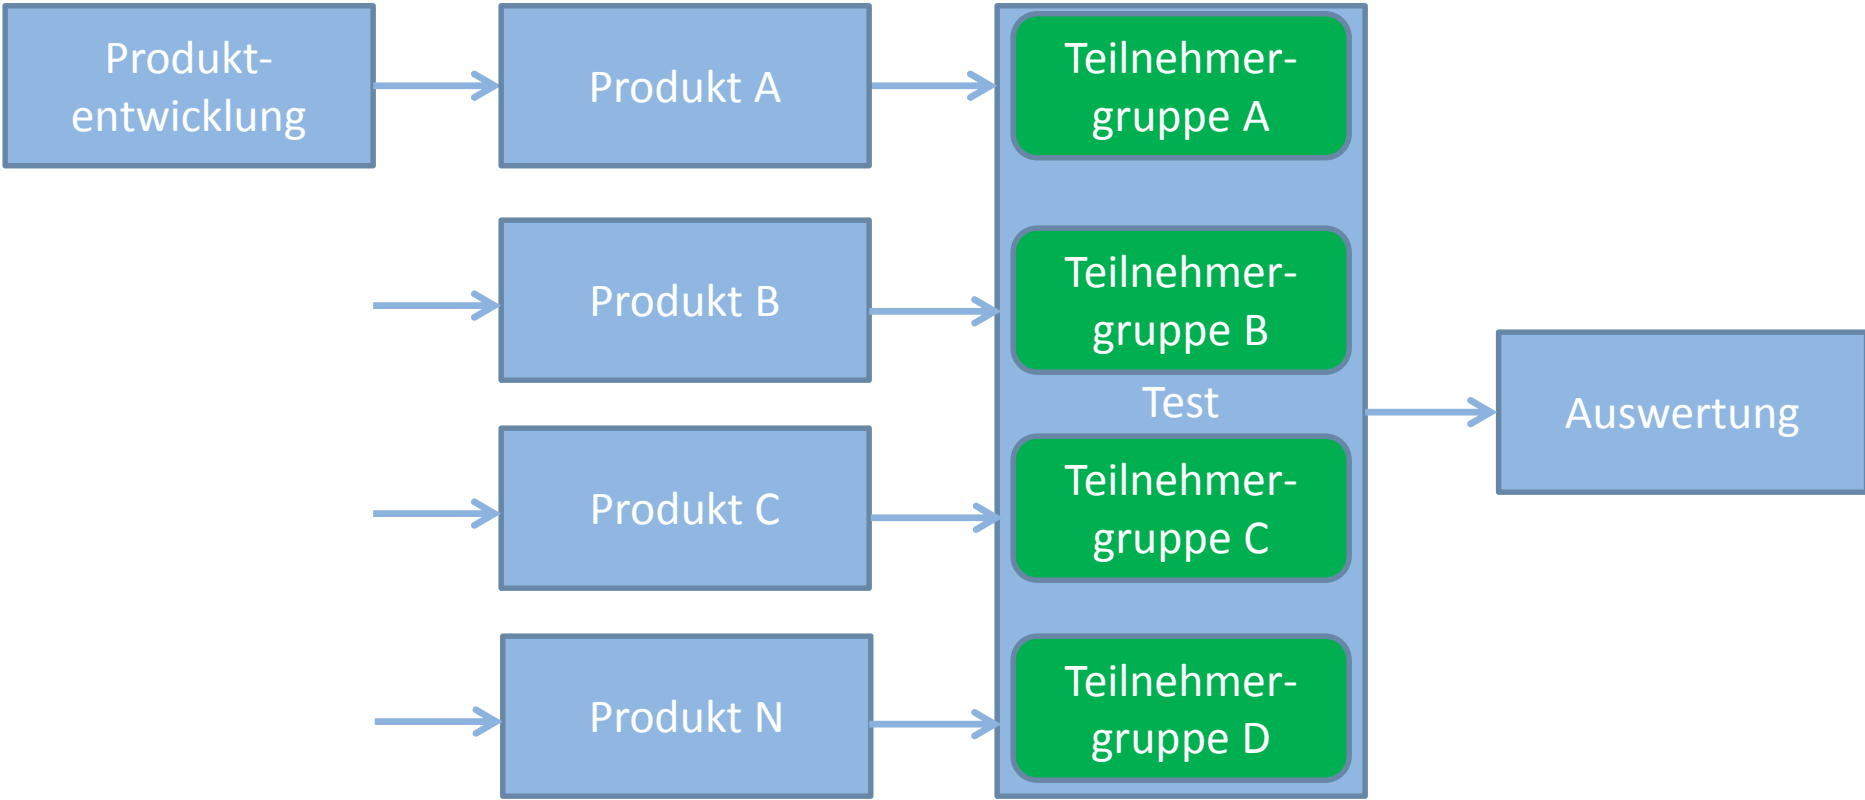 Produkt-
entwicklung
Produkt A
Teilnehmer-
gruppe A
Produkt B
Teilnehmer-
gruppe B
Test
Auswertung
Produkt C
Teilnehmer-
gruppe C
Produkt N
Teilnehmer-
gruppe D